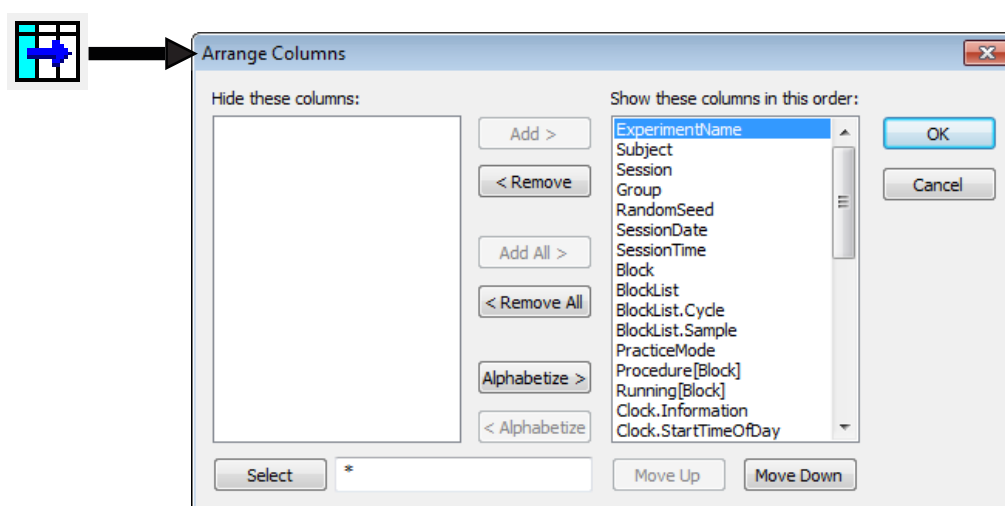 Arrange Columns
Hide these columns:
Show these columns in this order:
Add >
< Remove
Add All >
< Remove All
Alphabetize >
< Alphabetize
ExperimentName
Subject
Session
Group
RandomSeed
SessionDate
SessionTime
Block
BlockList
BlockList.Cycle
BlockList.Sample
PracticeMode
Procedure[Block]
Running[Block]
Clock.Information
Clock.StartTimeOfDay
OK
Cancel
Select
*
Move Up
Move Down